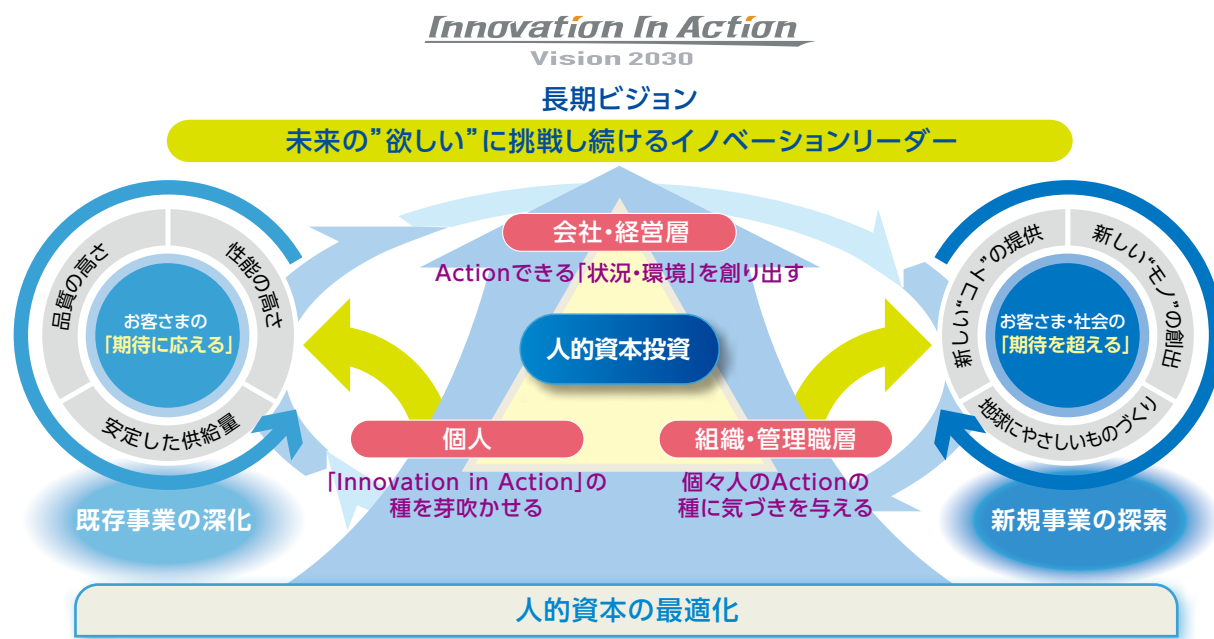 Innovation In Action
Vision 2030
長期ビジョン
未来の”欲しい”に挑戦し続けるイノベーションリーダー
会社・経営層
Actionできる「状況・環境」を創り出す
品質の高さ
性能の高さ
安定した供給量
お客さまの
「期待に応える」
既存事業の深化
人的資本投資
個人
「Innovation in Action」の
種を芽吹かせる
組織・管理職層
個々人のActionの
種に気づきを与える
新しい“コト”の提供
新しい“モノ”の創出
地球にやさしいものづくり
お客さま・社会の
「期待を超える」
新規事業の探索
人的資本の最適化